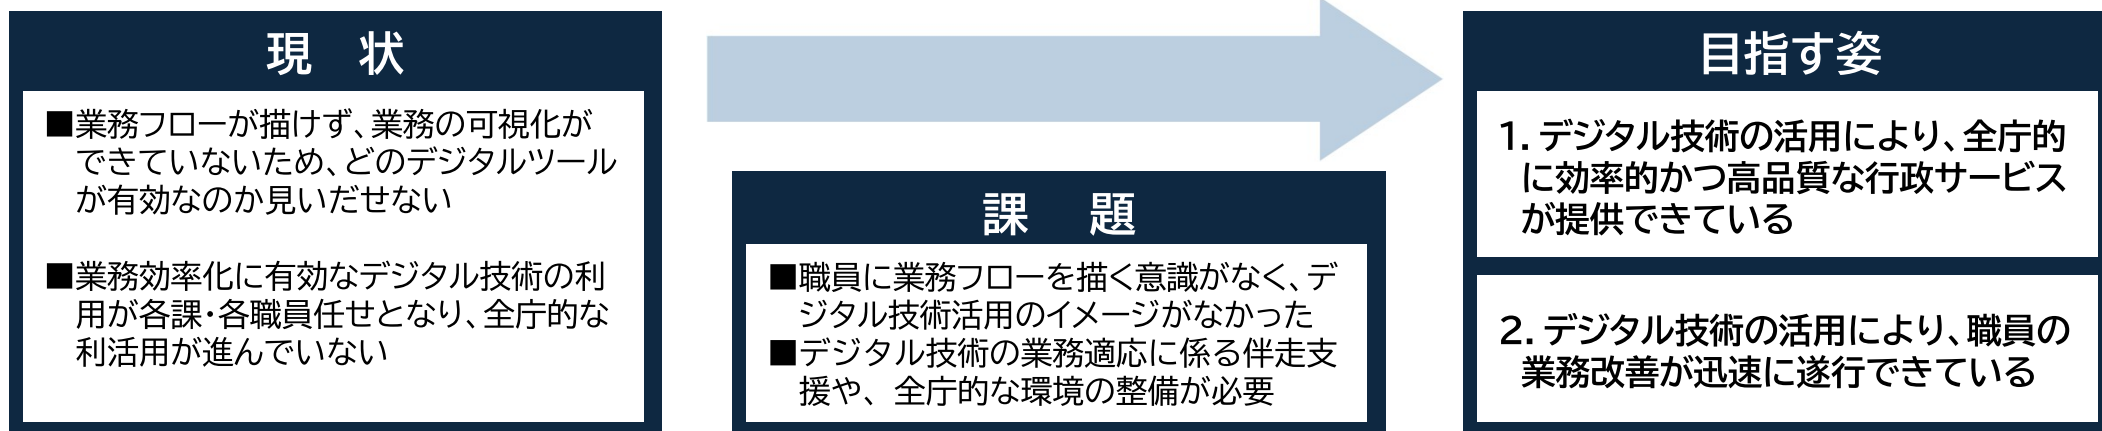 現　状
■業務フローが描けず、業務の可視化が
できていないため、どのデジタルツール
が有効なのか見いだせない
■業務効率化に有効なデジタル技術の利
用が各課・各職員任せとなり、全庁的な
利活用が進んでいない
課　題
■職員に業務フローを描く意識がなく、デ
ジタル技術活用のイメージがなかった
■デジタル技術の業務適応に係る伴走支
援や、全庁的な環境の整備が必要
目指す姿
1. デジタル技術の活用により、全庁的
に効率的かつ高品質な行政サービス
が提供できている
2. デジタル技術の活用により、職員の
業務改善が迅速に遂行できている